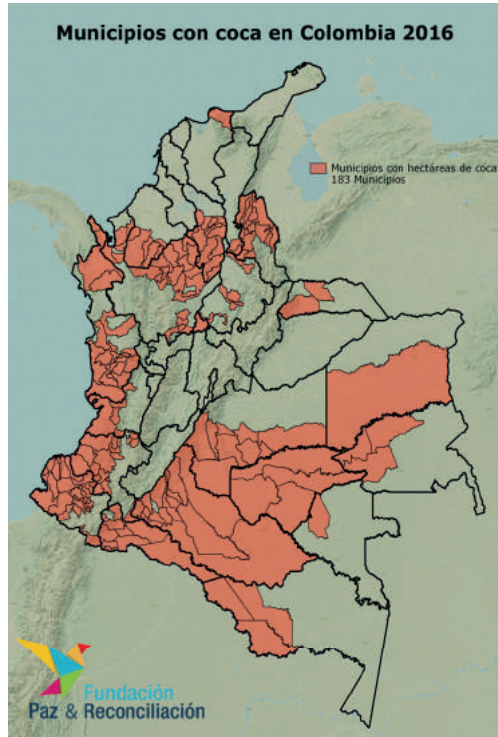 Municipios con coca en Colombia 2016
Municipios con hectáreas de coca
183 Municipios
Fundación
Paz & Reconciliación